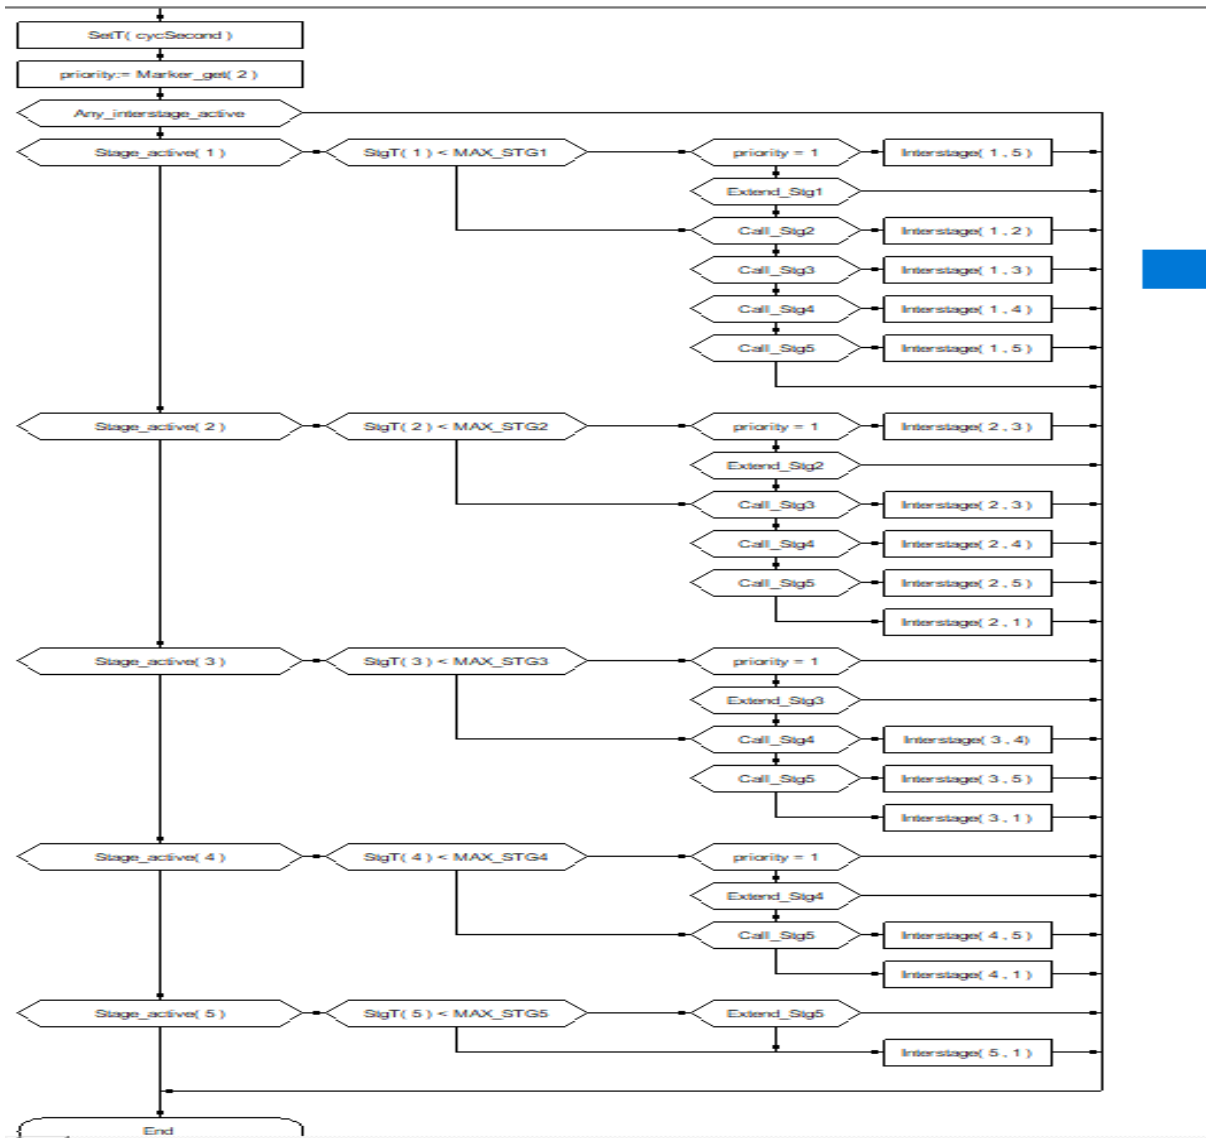 SetT( cycSecond )
priority:= Marker_get( 2 )
Any_interstage_active
Stage_active( 1 ) StgT( 1 ) < MAX_STG1 priority = 1 Interstage( 1 , 5 )
Extend_Stg1
Call_Stg2 Interstage( 1 , 2 )
Call_Stg3 Interstage( 1 , 3 )
Call_Stg4 Interstage( 1 , 4 )
Call_Stg5 Interstage( 1 , 5 )
Stage_active( 2 ) StgT( 2 ) < MAX_STG2 priority = 1 Interstage( 2 , 3 )
Extend_Stg2
Call_Stg3 Interstage( 2 , 3 )
Call_Stg4 Interstage( 2 , 4 )
Call_Stg5 Interstage( 2 , 5 )
Interstage( 2 , 1 )
Stage_active( 3 ) StgT( 3 ) < MAX_STG3 priority = 1
Extend_Stg3
Call_Stg4 Interstage( 3 , 4)
Call_Stg5 Interstage( 3 , 5 )
Interstage( 3 , 1 )
Stage_active( 4 ) StgT( 4 ) < MAX_STG4 priority = 1
Extend_Stg4
Call_Stg5 Interstage( 4 , 5 )
Interstage( 4 , 1 )
Stage_active( 5 ) StgT( 5 ) < MAX_STG5 Extend_Stg5
Interstage( 5 , 1 )
End